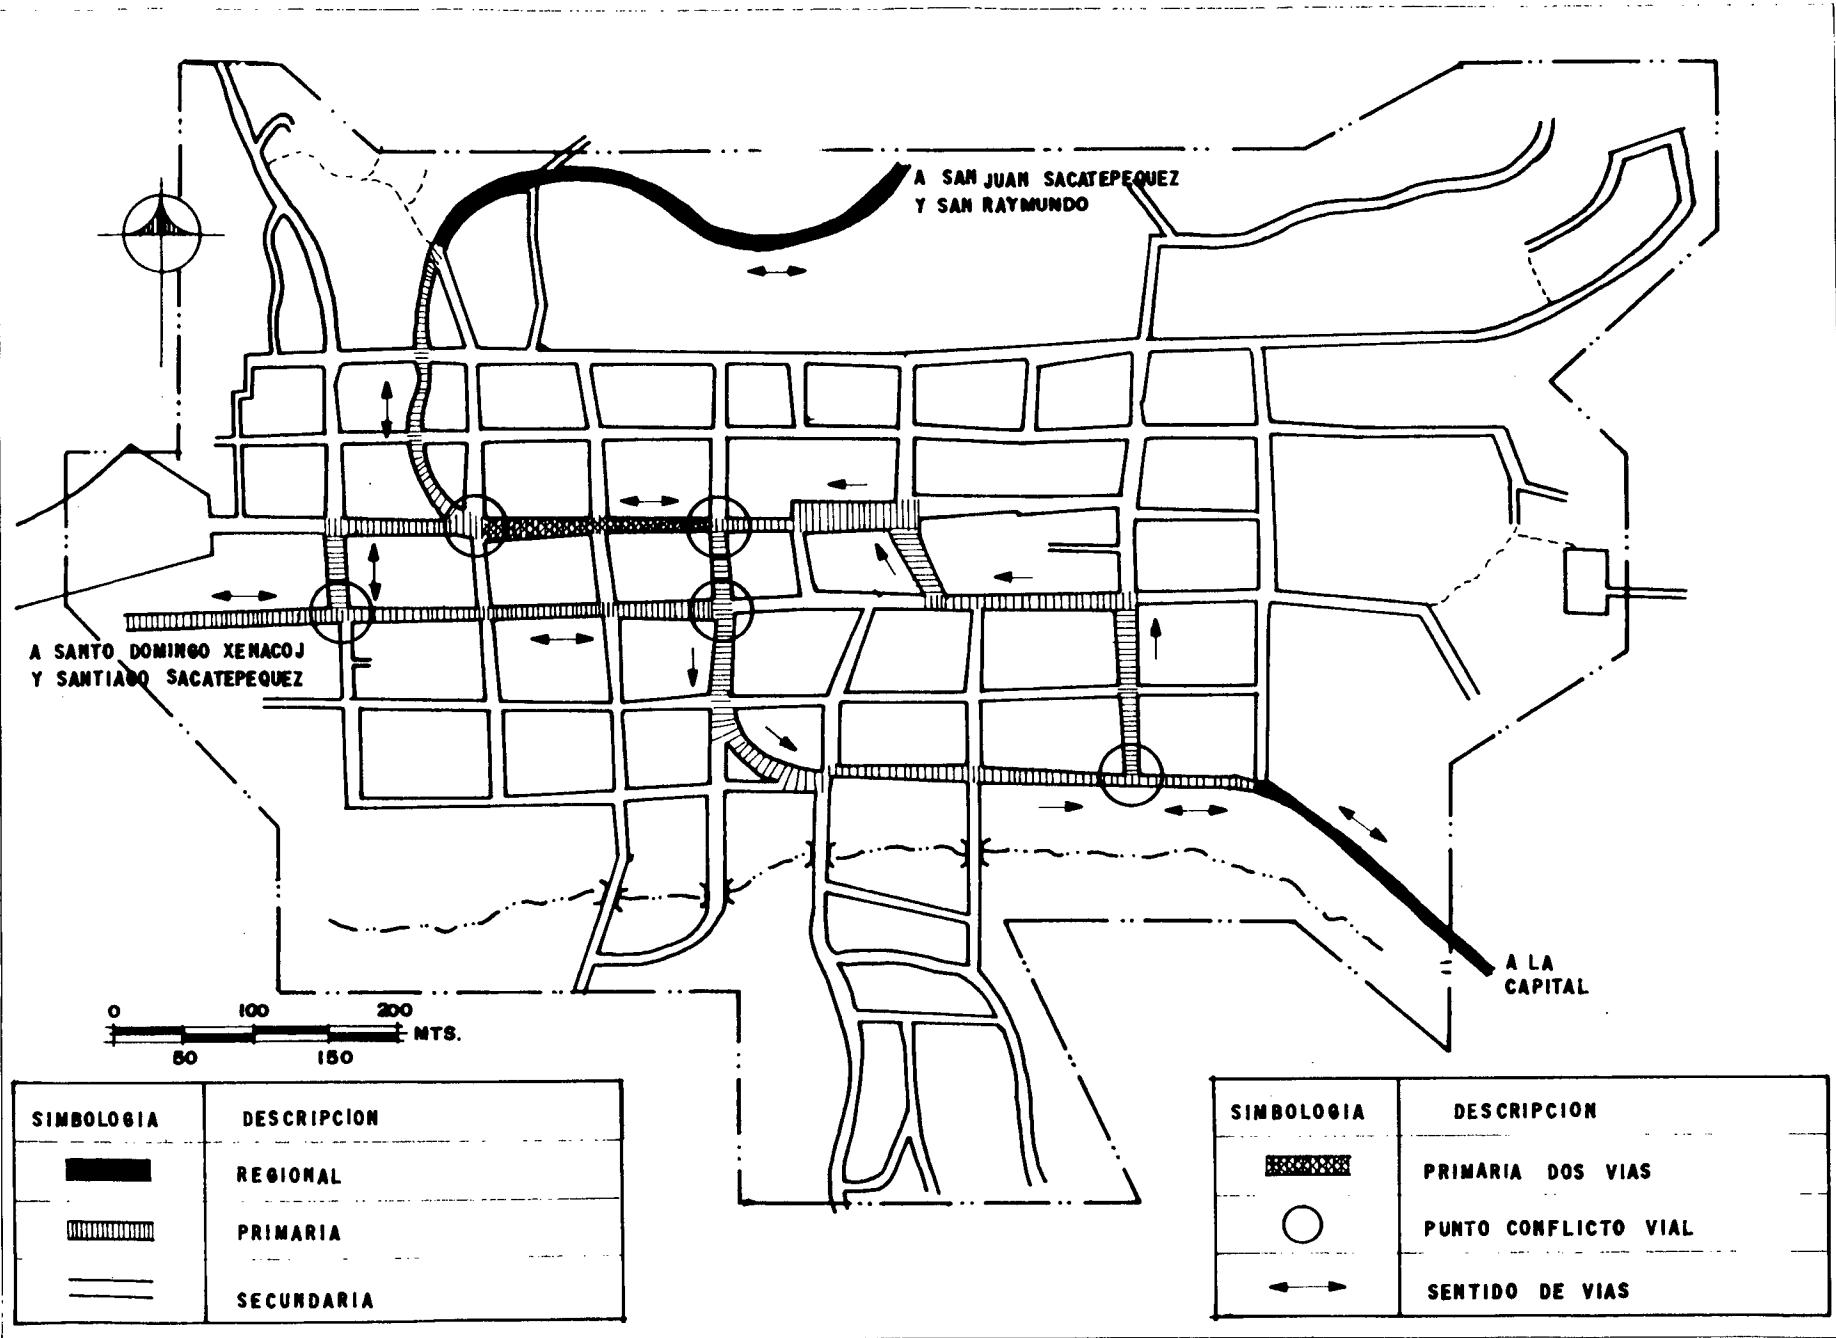 A SAN JUAN SACATEPEQUEZ
Y SAN RAYMUNDO
A SANTO DOMINGO XENACOJ
Y SANTIAGO SACATEPEQUEZ
A LA
CAPITAL
0 100 200
MTS.
50 150
SIMBOLOGIA DESCRIPCION
REGIONAL
PRIMARIA
SECUNDARIA
SIMBOLOGIA DESCRIPCION
PRIMARIA DOS VIAS
PUNTO CONFLICTO VIAL
SENTIDO DE VIAS